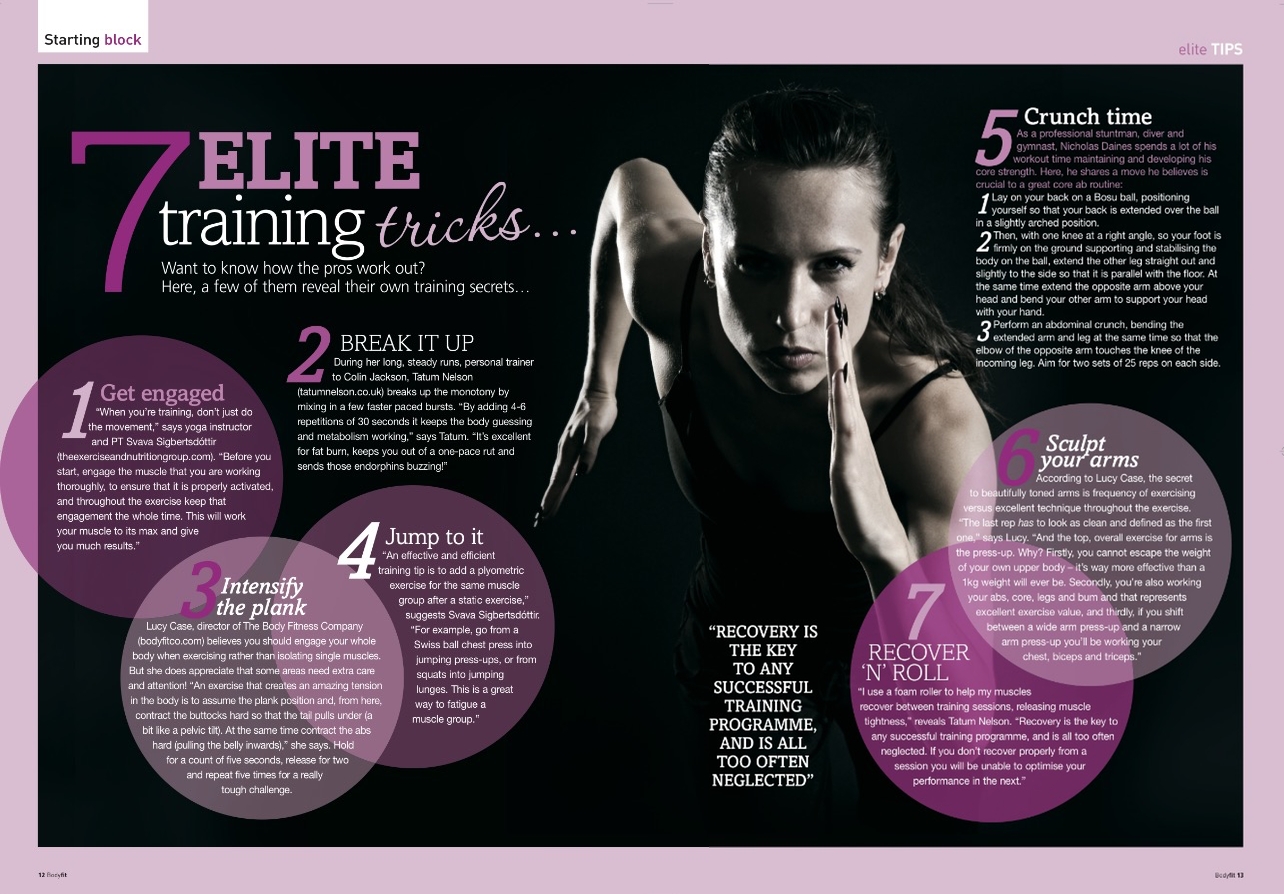 Starting block
elite TIPS
7 ELITE
training tricks...
Want to know how the pros work out?
Here, a few of them reveal their own training secrets…
1 Get engaged
“When you’re training, don’t just do
the movement,” says yoga instructor
and PT Svava Sigbertsdóttir
(theexerciseandnutritiongroup.com). “Before you
start, engage the muscle that you are working
thoroughly, to ensure that it is properly activated,
and throughout the exercise keep that
engagement the whole time. This will work
your muscle to its max and give
you much results.”
2 BREAK IT UP
During her long, steady runs, personal trainer
to Colin Jackson, Tatum Nelson
(tatumnelson.co.uk) breaks up the monotony by
mixing in a few faster paced bursts. “By adding 4-6
repetitions of 30 seconds it keeps the body guessing
and metabolism working,” says Tatum. “It’s excellent
for fat burn, keeps you out of a one-pace rut and
sends those endorphins buzzing!”
3 Intensify
the plank
Lucy Case, director of The Body Fitness Company
(bodyfitco.com) believes you should engage your whole
body when exercising rather than isolating single muscles.
But she does appreciate that some areas need extra care
and attention! “An exercise that creates an amazing tension
in the body is to assume the plank position and, from here,
contract the buttocks hard so that the tail pulls under (a
bit like a pelvic tilt). At the same time contract the abs
hard (pulling the belly inwards),” she says. Hold
for a count of five seconds, release for two
and repeat five times for a really
tough challenge.
4 Jump to it
“An effective and efficient
training tip is to add a plyometric
exercise for the same muscle
group after a static exercise,”
suggests Svava Sigbertsdóttir.
“For example, go from a
Swiss ball chest press into
jumping press-ups, or from
squats into jumping
lunges. This is a great
way to fatigue a
muscle group.”
5 Crunch time
As a professional stuntman, diver and
gymnast, Nicholas Daines spends a lot of his
workout time maintaining and developing his
core strength. Here, he shares a move he believes is
crucial to a great core ab routine:
1 Lay on your back on a Bosu ball, positioning
yourself so that your back is extended over the ball
in a slightly arched position.
2 Then, with one knee at a right angle, so your foot is
firmly on the ground supporting and stabilising the
body on the ball, extend the other leg straight out and
slightly to the side so that it is parallel with the floor. At
the same time extend the opposite arm above your
head and bend your other arm to support your head
with your hand.
3 Perform an abdominal crunch, bending the
extended arm and leg at the same time so that the
elbow of the opposite arm touches the knee of the
incoming leg. Aim for two sets of 25 reps on each side.
6 Sculpt
your arms
According to Lucy Case, the secret
to beautifully toned arms is frequency of exercising
versus excellent technique throughout the exercise.
“The last rep has to look as clean and defined as the first
one,” says Lucy. “And the top, overall exercise for arms is
the press-up. Why? Firstly, you cannot escape the weight
of your own upper body – it’s way more effective than a
1kg weight will ever be. Secondly, you’re also working
your abs, core, legs and bum and that represents
excellent exercise value, and thirdly, if you shift
between a wide arm press-up and a narrow
arm press-up you’ll be working your
chest, biceps and triceps.”
“RECOVERY IS
THE KEY
TO ANY
SUCCESSFUL
TRAINING
PROGRAMME,
AND IS ALL
TOO OFTEN
NEGLECTED”
7
RECOVER
‘N’ ROLL
“I use a foam roller to help my muscles
recover between training sessions, releasing muscle
tightness,” reveals Tatum Nelson. “Recovery is the key to
any successful training programme, and is all too often
neglected. If you don’t recover properly from a
session you will be unable to optimise your
performance in the next.”
12 Bodyfit
Bodyfit 13